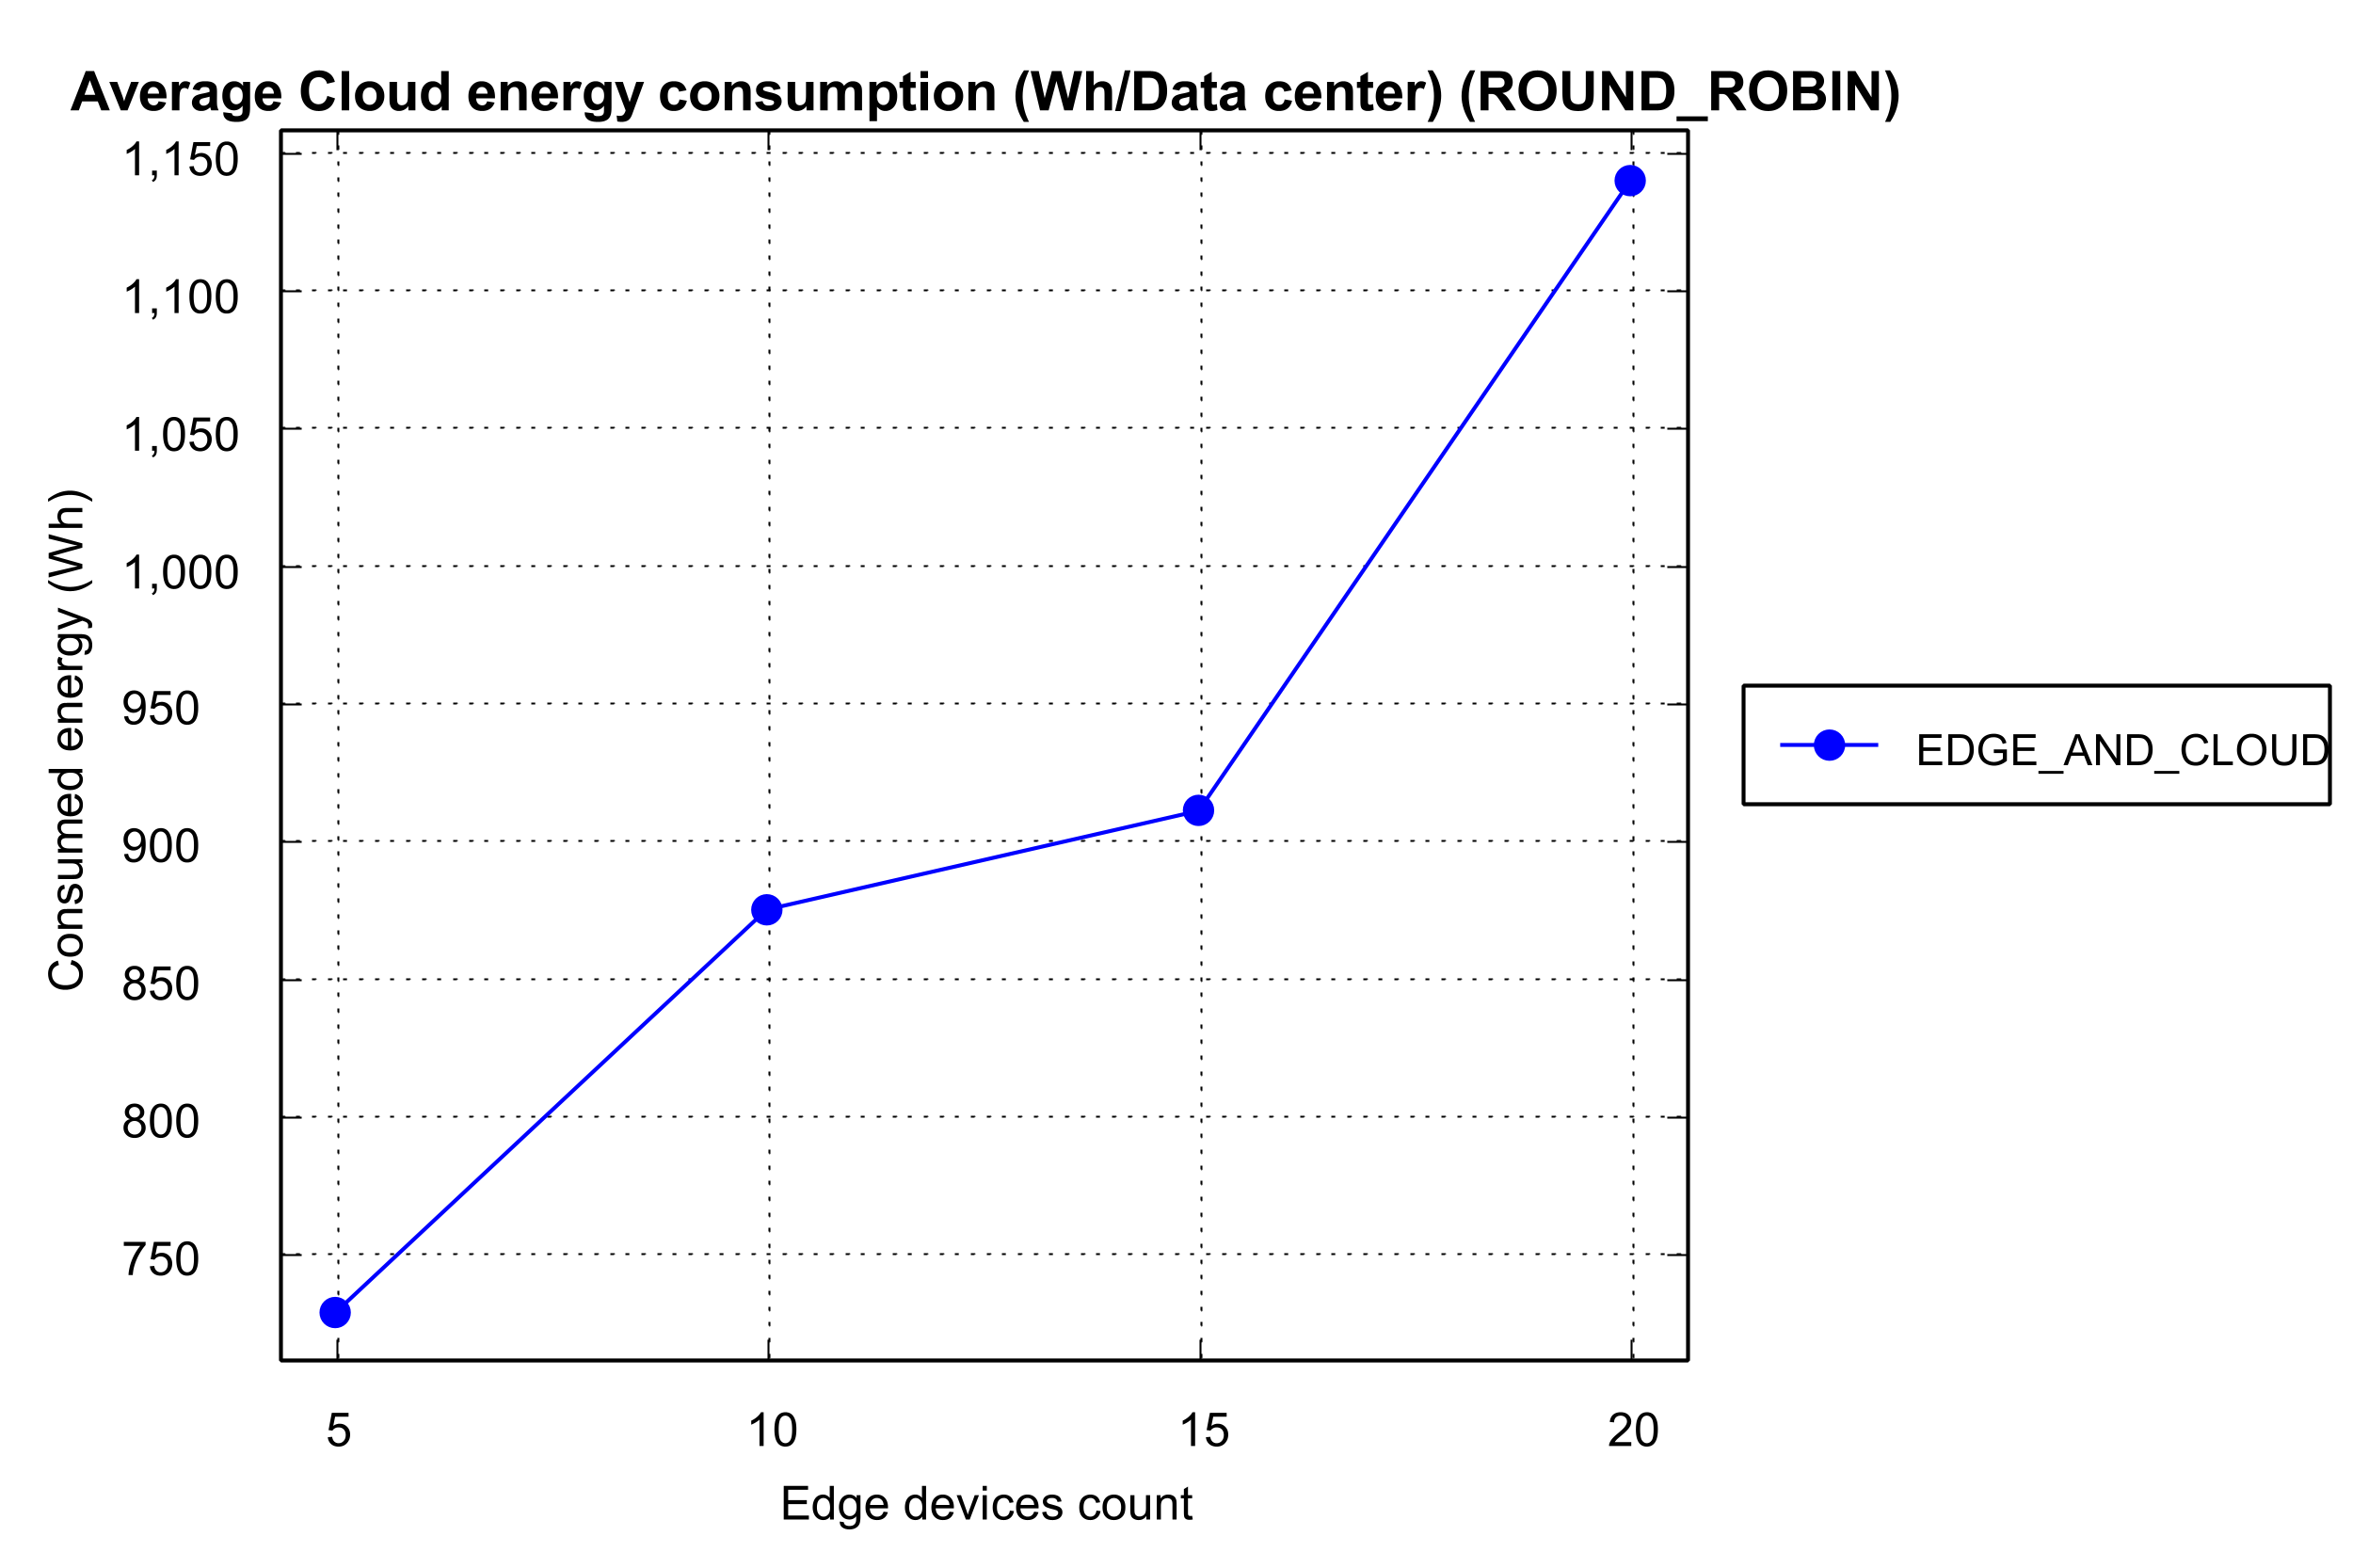 Average Cloud energy consumption (Wh/Data center) (ROUND_ROBIN)
1,150
1,100
1,050
1,000
950
900
850
800
750
Consumed energy (Wh)
EDGE_AND_CLOUD
5 10 15 20
Edge devices count